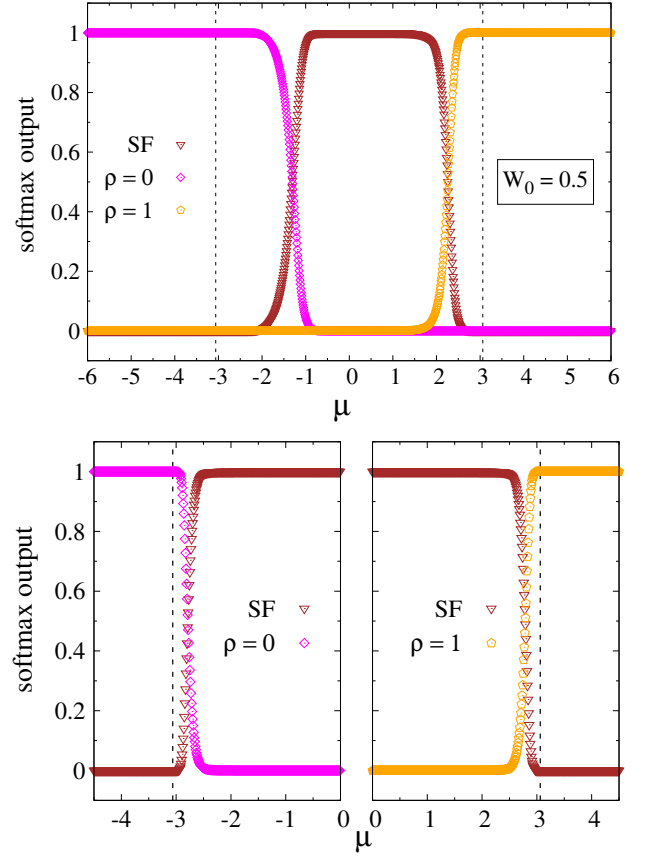 1
0.8
0.6
0.4
0.2
0
softmax output
SF
ρ = 0
ρ = 1
W_0 = 0.5
-6 -5 -4 -3 -2 -1 0 1 2 3 4 5 6
μ
1
0.8
0.6
0.4
0.2
0
softmax output
SF
ρ = 0
SF
ρ = 1
-4 -3 -2 -1 0 0 1 2 3 4
μ